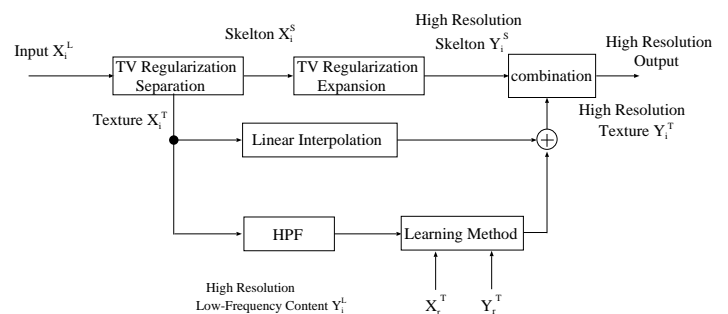 Input X_i^L
TV Regularization
Separation
Skelton X_i^S
TV Regularization
Expansion
High Resolution
Skelton Y_i^S
combination
High Resolution
Output
High Resolution
Texture Y_i^T
Texture X_i^T
Linear Interpolation
+
HPF
Learning Method
High Resolution
Low-Frequency Content Y_i^L
X_r^T
Y_r^T